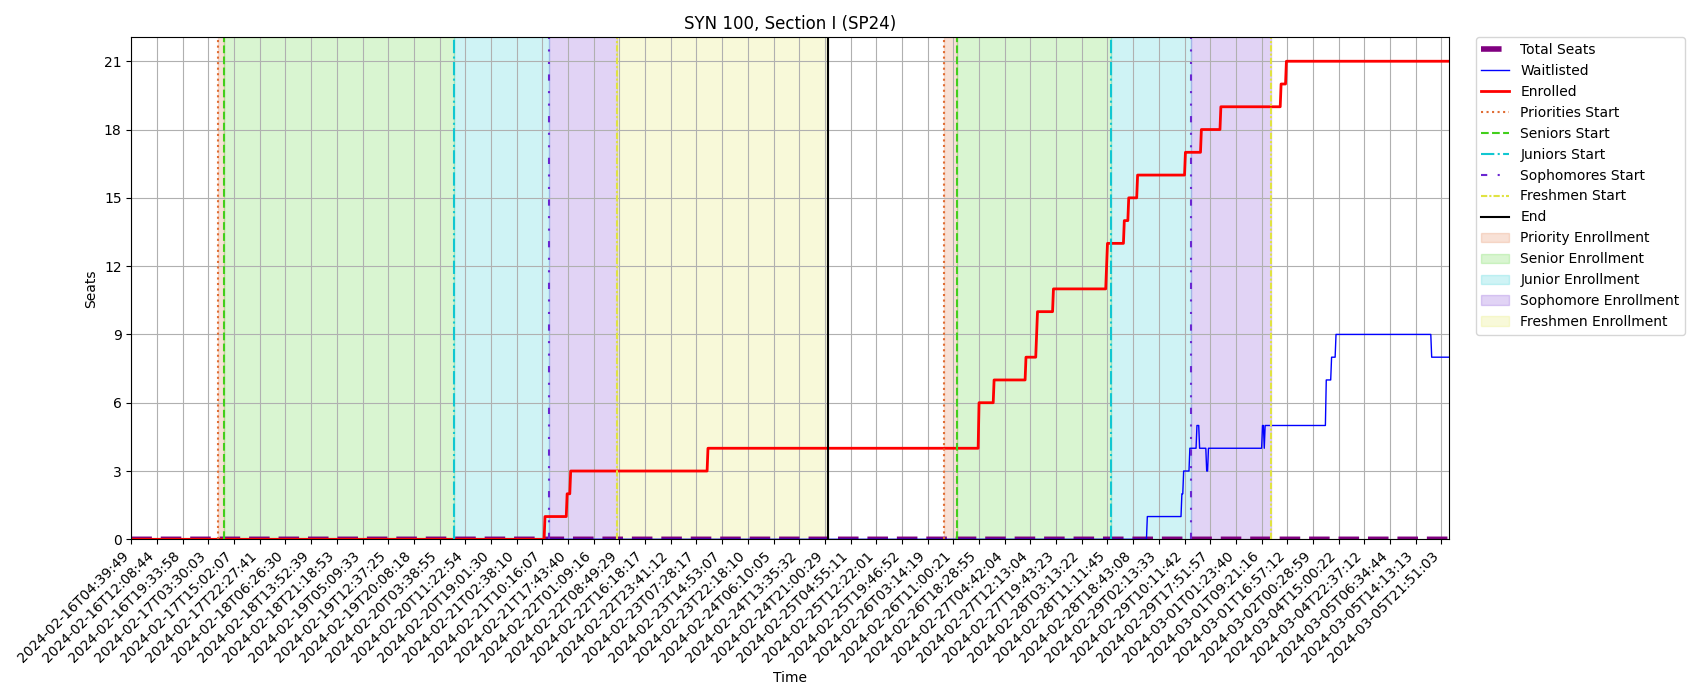 SYN 100, Section I (SP24)
Seats
21
18
15
12
9
6
3
0
2024-02-16T04:39:49
2024-02-16T12:08:44
2024-02-16T19:33:58
2024-02-17T03:30:03
2024-02-17T15:02:07
2024-02-17T22:27:41
2024-02-18T06:26:30
2024-02-18T13:52:39
2024-02-18T21:18:53
2024-02-19T05:09:33
2024-02-19T12:37:25
2024-02-19T20:08:18
2024-02-20T03:38:55
2024-02-20T11:22:54
2024-02-20T19:01:30
2024-02-21T02:38:16
2024-02-21T10:16:07
2024-02-21T17:43:40
2024-02-22T01:09:16
2024-02-22T08:49:29
2024-02-22T16:18:17
2024-02-22T23:41:12
2024-02-23T07:28:17
2024-02-23T14:53:07
2024-02-23T22:18:10
2024-02-24T06:10:05
2024-02-24T13:35:32
2024-02-24T21:00:29
2024-02-25T04:55:11
2024-02-25T12:22:01
2024-02-25T19:46:52
2024-02-26T03:14:19
2024-02-26T11:00:21
2024-02-26T18:28:55
2024-02-27T04:42:04
2024-02-27T12:13:04
2024-02-27T19:43:23
2024-02-28T03:13:22
2024-02-28T11:11:45
2024-02-28T18:43:08
2024-02-29T02:13:33
2024-02-29T10:11:42
2024-02-29T17:51:57
2024-03-01T01:23:40
2024-03-01T09:21:16
2024-03-01T16:57:12
2024-03-02T00:28:59
2024-03-04T15:00:22
2024-03-04T22:37:12
2024-03-05T06:34:44
2024-03-05T14:13:13
2024-03-05T21:51:03
Time
Total Seats
Waitlisted
Enrolled
Priorities Start
Seniors Start
Juniors Start
Sophomores Start
Freshmen Start
End
Priority Enrollment
Senior Enrollment
Junior Enrollment
Sophomore Enrollment
Freshmen Enrollment